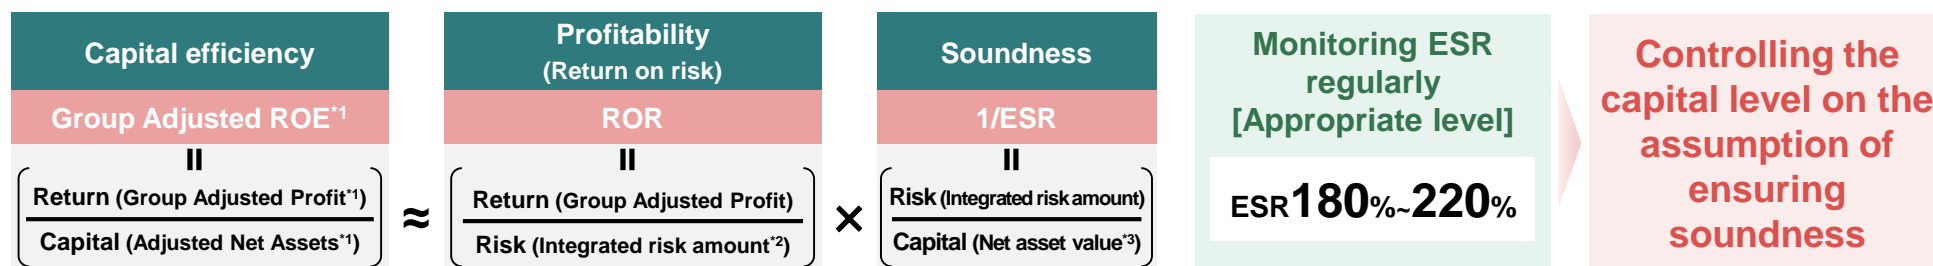 Capital efficiency
Group Adjusted ROE*1
=
Return (Group Adjusted Profit*1)
Capital (Adjusted Net Assets*1)
≈
Profitability
(Return on risk)
ROR
=
Return (Group Adjusted Profit)
Risk (Integrated risk amount*2)
×
Soundness
1/ESR
=
Risk (Integrated risk amount)
Capital (Net asset value*3)
Monitoring ESR
regularly
[Appropriate level]
ESR180%~220%
Controlling the
capital level on the
assumption of
ensuring
soundness